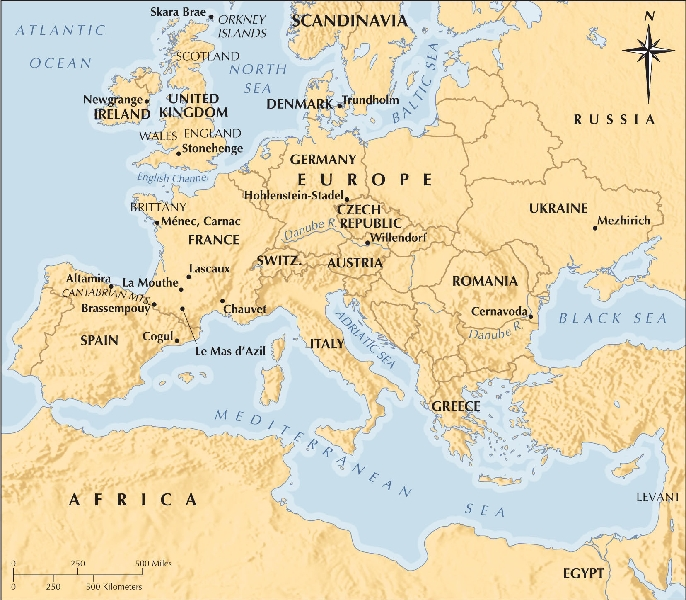 Skara Brae
ORKNEY
ISLANDS
SCANDINAVIA
N
ATLANTIC
OCEAN
SCOTLAND
NORTH
SEA
BALTIC SEA
Newgrange
IRELAND
UNITED
KINGDOM
DENMARK
Trundholm
RUSSIA
WALES
ENGLAND
Stonehenge
English Channel
GERMANY
EUROPE
Hohlenstein-Stadel
CZECH
REPUBLIC
BRITTANY
Ménec, Carnac
Danube R.
Willendorf
UKRAINE
Mezhirich
FRANCE
SWITZ.
AUSTRIA
Lascaux
Altamira
La Mouthe
CANTABRIAN MTS.
Brassempouy
Chauvet
ROMANIA
Cernavoda
Danube R.
BLACK SEA
SPAIN
Cogul
Le Mas d'Azil
ITALY
ADRIATIC SEA
GREECE
MEDITERRANEAN SEA
AFRICA
LEVANT
EGYPT
0 250 500 Miles
0 250 500 Kilometers